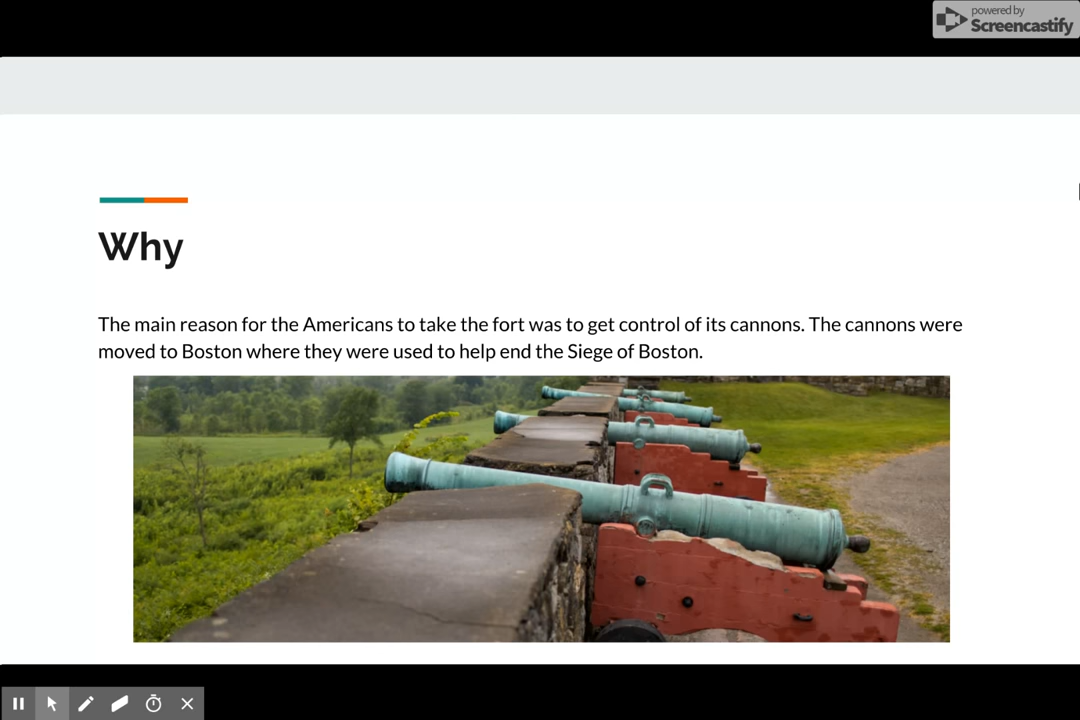 powered by
Screencastify
Why
The main reason for the Americans to take the fort was to get control of its cannons. The cannons were
moved to Boston where they were used to help end the Siege of Boston.